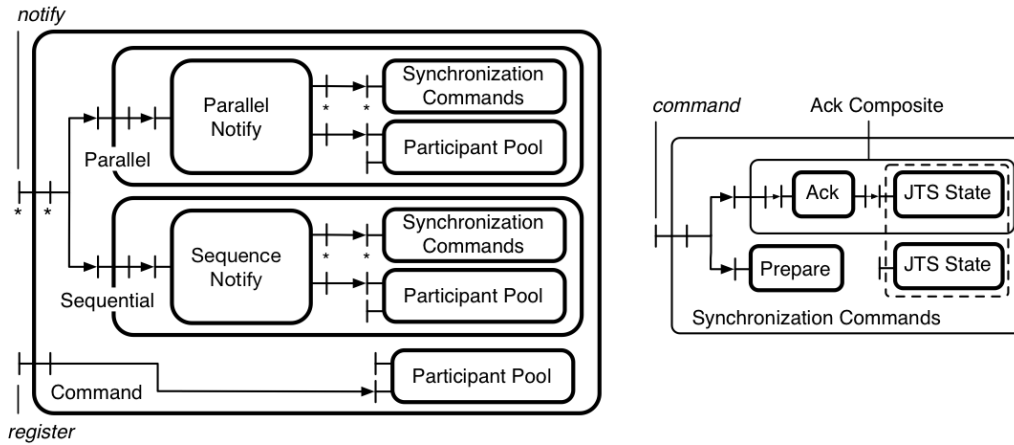 notify
Parallel
Notify
Synchronization
Commands
*
*
Participant Pool
Parallel
*
*
Sequence
Notify
Synchronization
Commands
*
*
Participant Pool
Sequential
Command
Participant Pool
register
command
Ack Composite
Ack
JTS State
Prepare
JTS State
Synchronization Commands